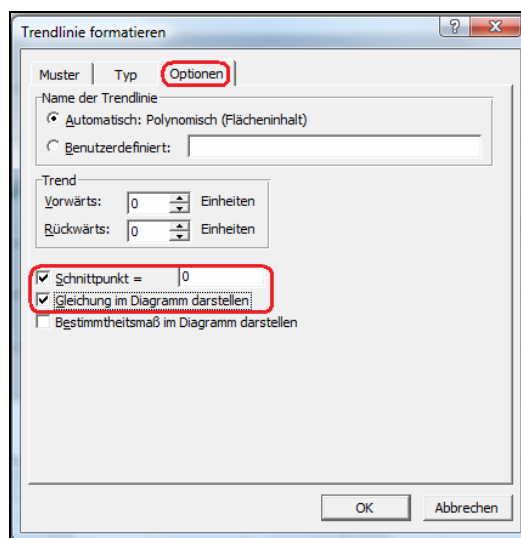 Trendlinie formatieren
?
Muster Typ Optionen
Name der Trendlinie
Automatisch: Polynomisch (Flächeninhalt)
Benutzerdefiniert:
Trend
Vorwärts: 0 Einheiten
Rückwärts: 0 Einheiten
Schnittpunkt = 0
Gleichung im Diagramm darstellen
Bestimmtheitsmaß im Diagramm darstellen
OK Abbrechen